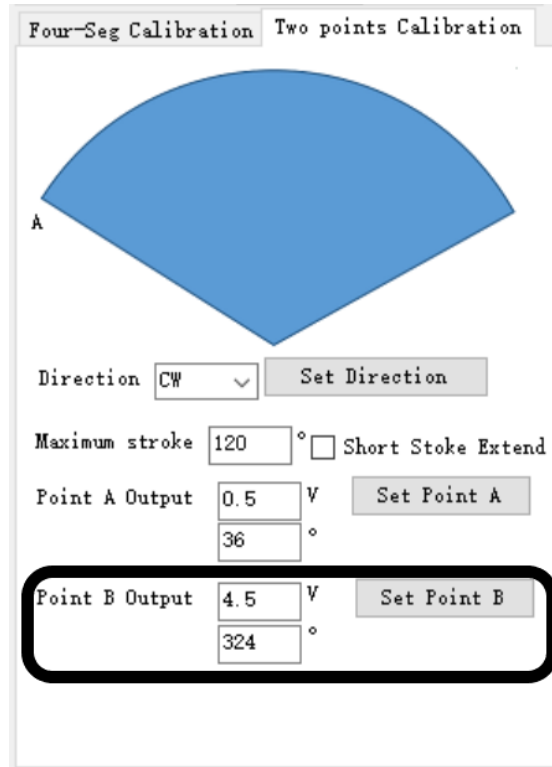 Four-Seg Calibration Two points Calibration
A
Direction CW Set Direction
Maximum stroke 120 ° Short Stoke Extend
Point A Output 0.5 V Set Point A
36 °
Point B Output 4.5 V Set Point B
324 °